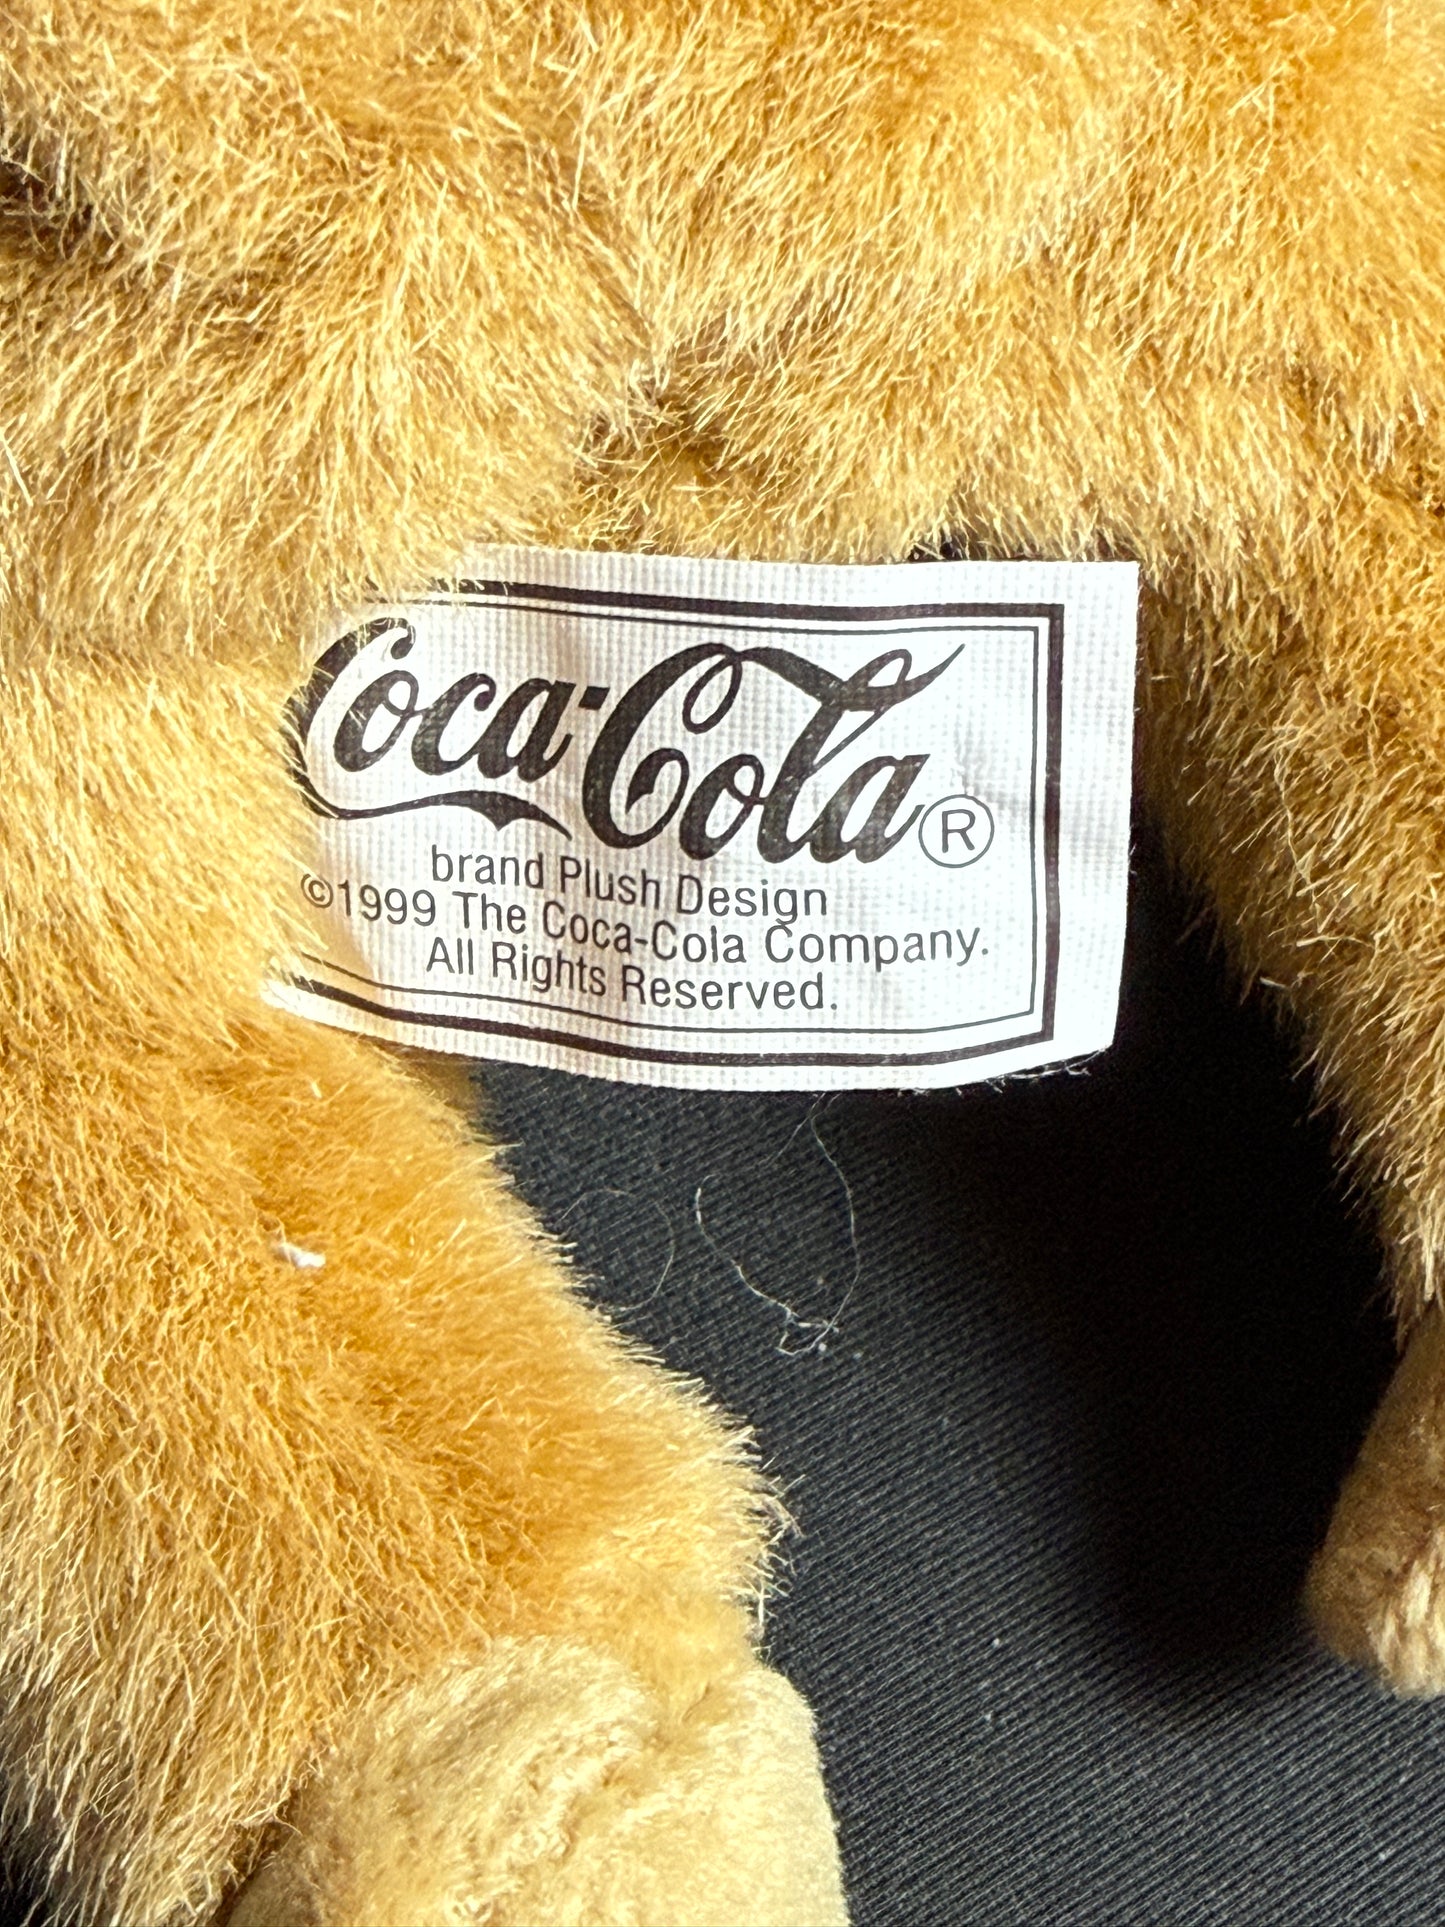 Coca-Cola®
brand Plush Design
©1999 The Coca-Cola Company.
All Rights Reserved.